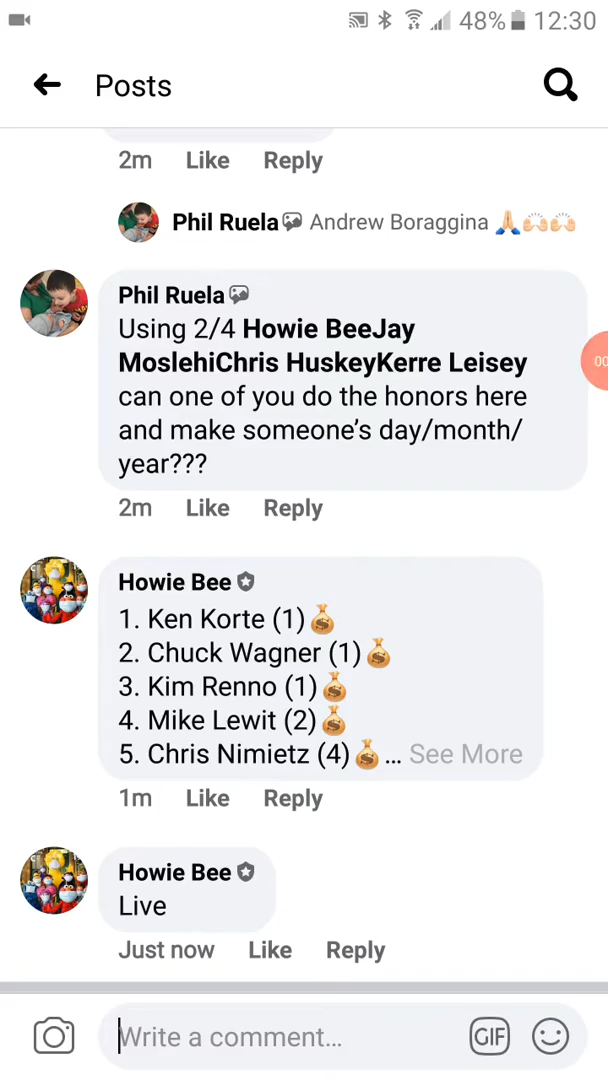 48% 12:30
Posts
2m Like Reply
Phil Ruela Andrew Boraggina 🙏🏻🙌🏻🙌🏻
Phil Ruela
Using 2/4 Howie BeeJay
MoslehiChris HuskeyKerre Leisey
can one of you do the honors here
and make someone’s day/month/
year???
2m Like Reply
Howie Bee
1. Ken Korte (1)💰
2. Chuck Wagner (1)💰
3. Kim Renno (1)💰
4. Mike Lewit (2)💰
5. Chris Nimietz (4)💰... See More
1m Like Reply
Howie Bee
Live
Just now Like Reply
Write a comment...
GIF
00